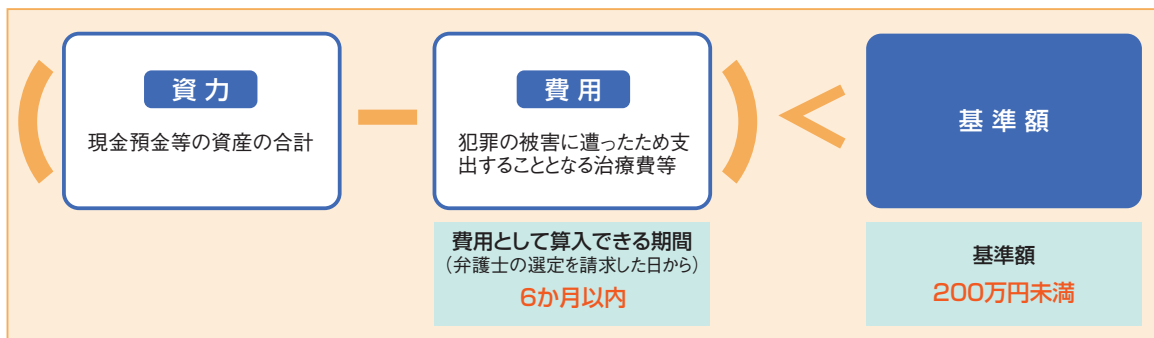 資力
現金預金等の資産の合計
費用
犯罪の被害に遭ったため支
出することとなる治療費等
費用として算入できる期間
（弁護士の選定を請求した日から）
6か月以内
基準額
基準額
200万円未満